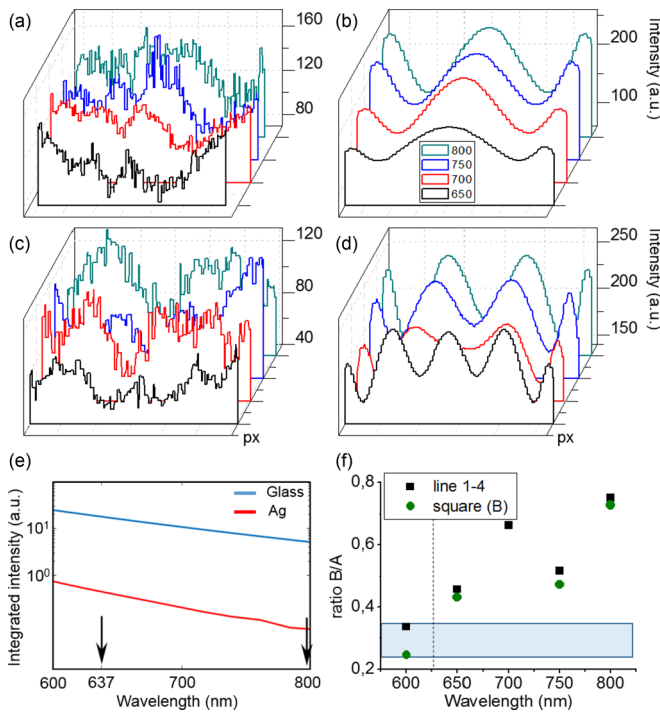 (a)
160
120
80
(b)
200
100
Intensity (a.u.)
800
750
700
650
(c)
120
80
40
px
(d)
250
200
150
Intensity (a.u.)
px
(e)
Integrated intensity (a.u.)
10¹
10⁰
Glass
Ag
600
637
700
800
Wavelength (nm)
(f)
ratio B/A
0,8
0,6
0,4
0,2
line 1-4
square (B)
600
650
700
750
800
Wavelength (nm)